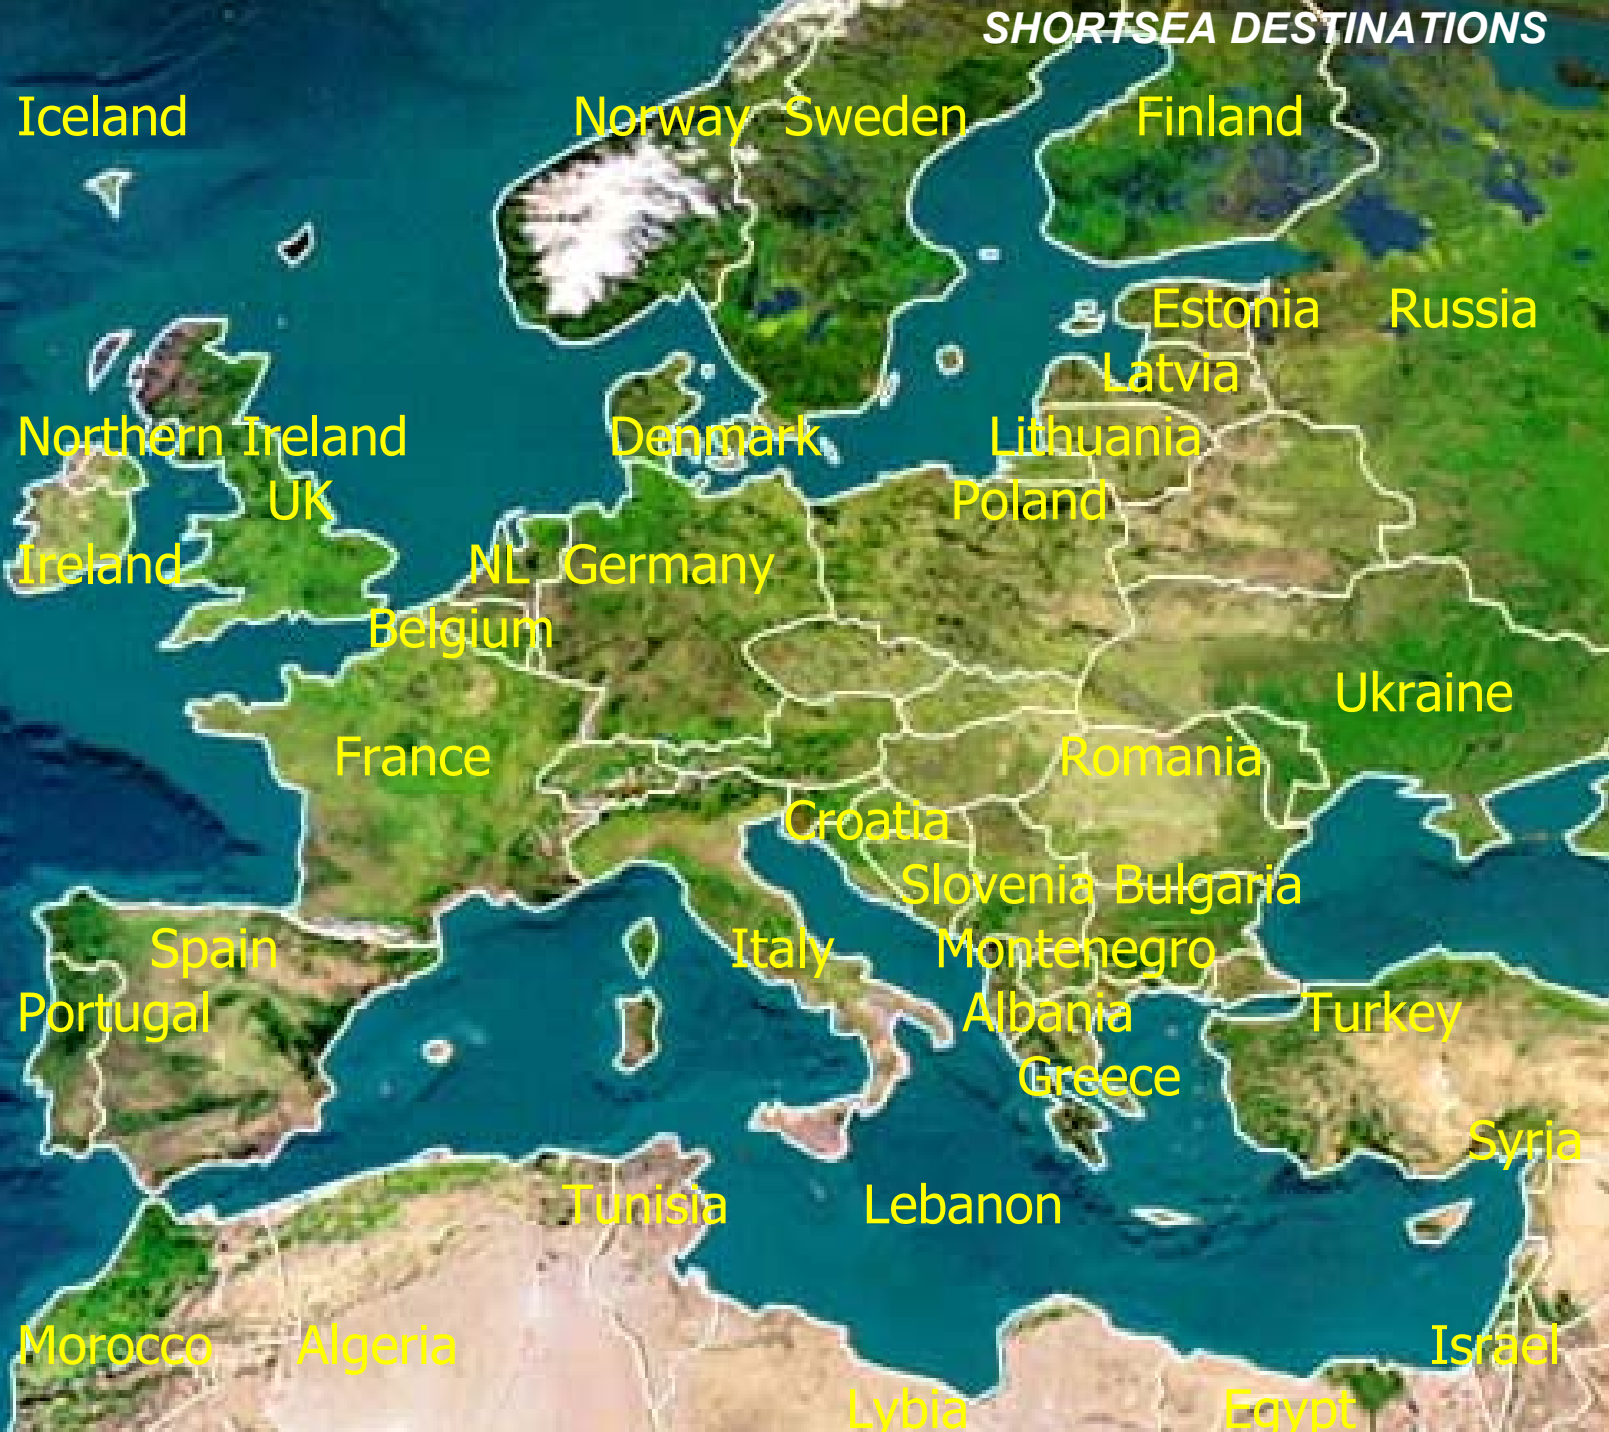 SHORTSEA DESTINATIONS
Iceland Norway Sweden Finland
Estonia Russia
Latvia
Northern Ireland Denmark Lithuania
UK Poland
Ireland NL Germany
Belgium
Ukraine
France Romania
Croatia
Slovenia Bulgaria
Spain Italy Montenegro
Portugal Albania Turkey
Greece
Syria
Tunisia Lebanon
Morocco Algeria Israel
Lybia Egypt